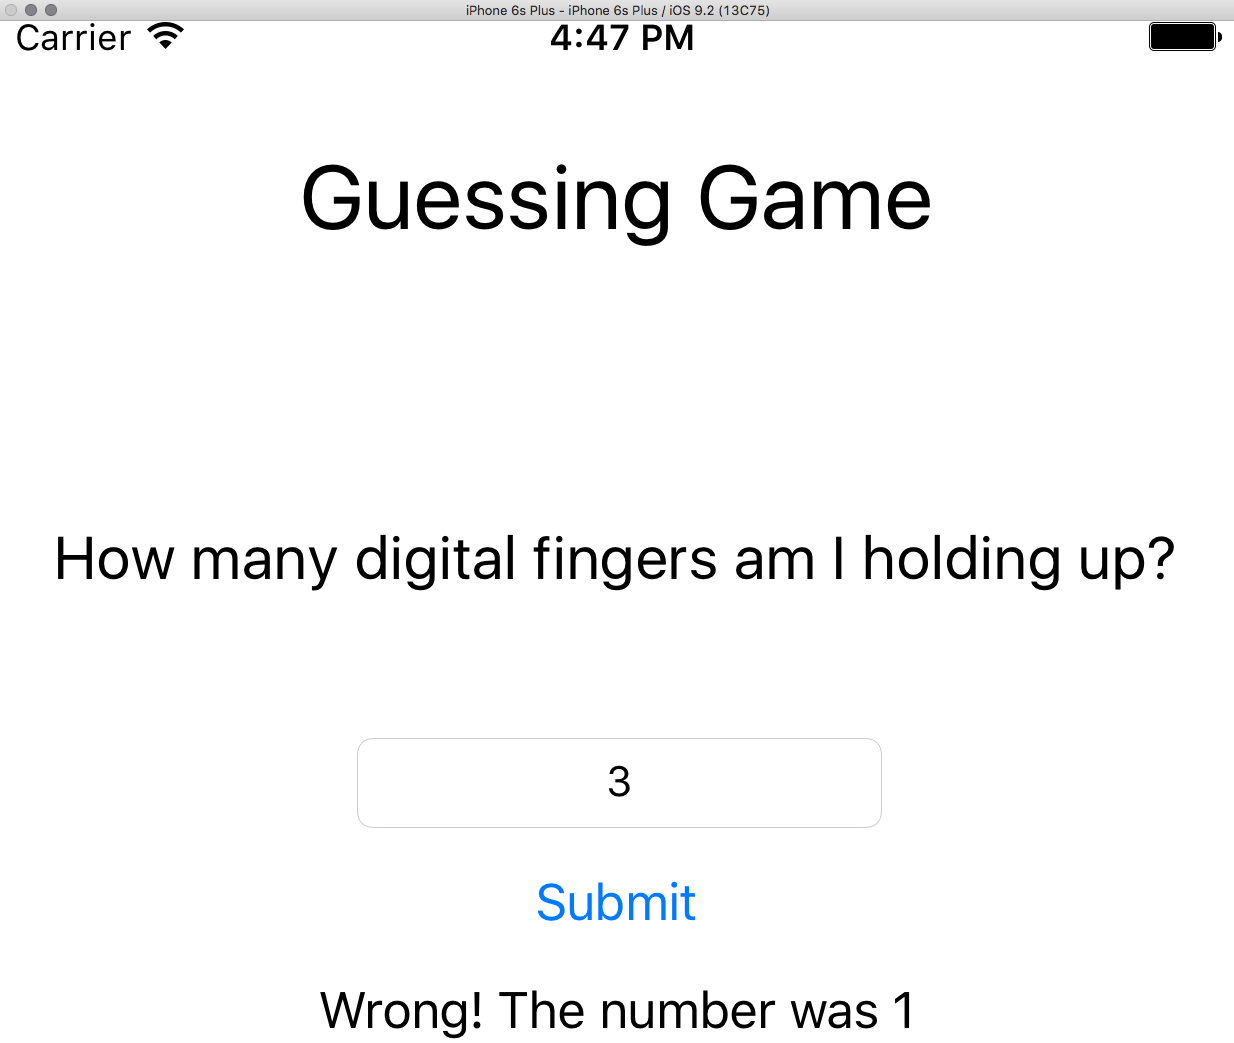 iPhone 6s Plus - iPhone 6s Plus / iOS 9.2 (13C75)
Carrier 4:47 PM
Guessing Game
How many digital fingers am I holding up?
3
Submit
Wrong! The number was 1